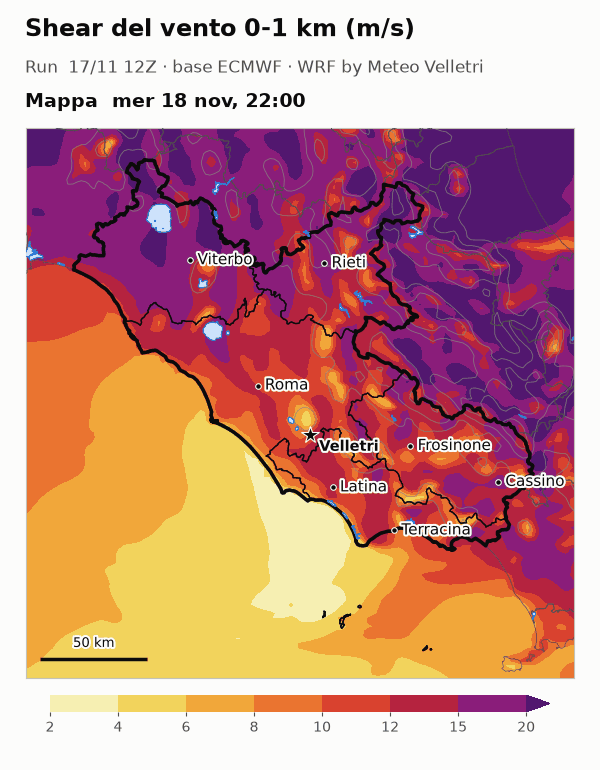 Shear del vento 0-1 km (m/s)
Run  17/11 12Z · base ECMWF · WRF by Meteo Velletri
Mappa  mer 18 nov, 22:00
Viterbo
Rieti
Roma
Velletri
Frosinone
Cassino
Latina
Terracina
50 km
2 4 6 8 10 12 15 20